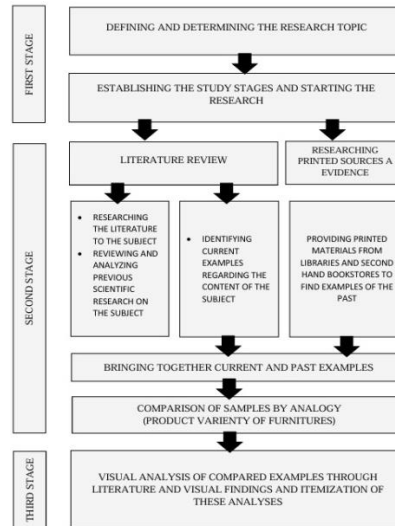 FIRST STAGE
DEFINING AND DETERMINING THE RESEARCH TOPIC
ESTABLISHING THE STUDY STAGES AND STARTING THE
RESEARCH
SECOND STAGE
LITERATURE REVIEW
RESEARCHING
PRINTED SOURCES A
EVIDENCE
• RESEARCHING
THE LITERATURE
TO THE SUBJECT
• REVIEWING AND
ANALYZING
PREVIOUS
SCIENTIFIC
RESEARCH ON
THE SUBJECT
• IDENTIFYING
CURRENT
EXAMPLES
REGARDING THE
CONTENT OF THE
SUBJECT
PROVIDING PRINTED
MATERIALS FROM
LIBRARIES AND SECOND
HAND BOOKSTORES TO
FIND EXAMPLES OF THE
PAST
BRINGING TOGETHER CURRENT AND PAST EXAMPLES
COMPARISON OF SAMPLES BY ANALOGY
(PRODUCT VARIENTY OF FURNITURES)
THIRD STAGE
VISUAL ANALYSIS OF COMPARED EXAMPLES THROUGH
LITERATURE AND VISUAL FINDINGS AND ITEMIZATION OF
THESE ANALYSES